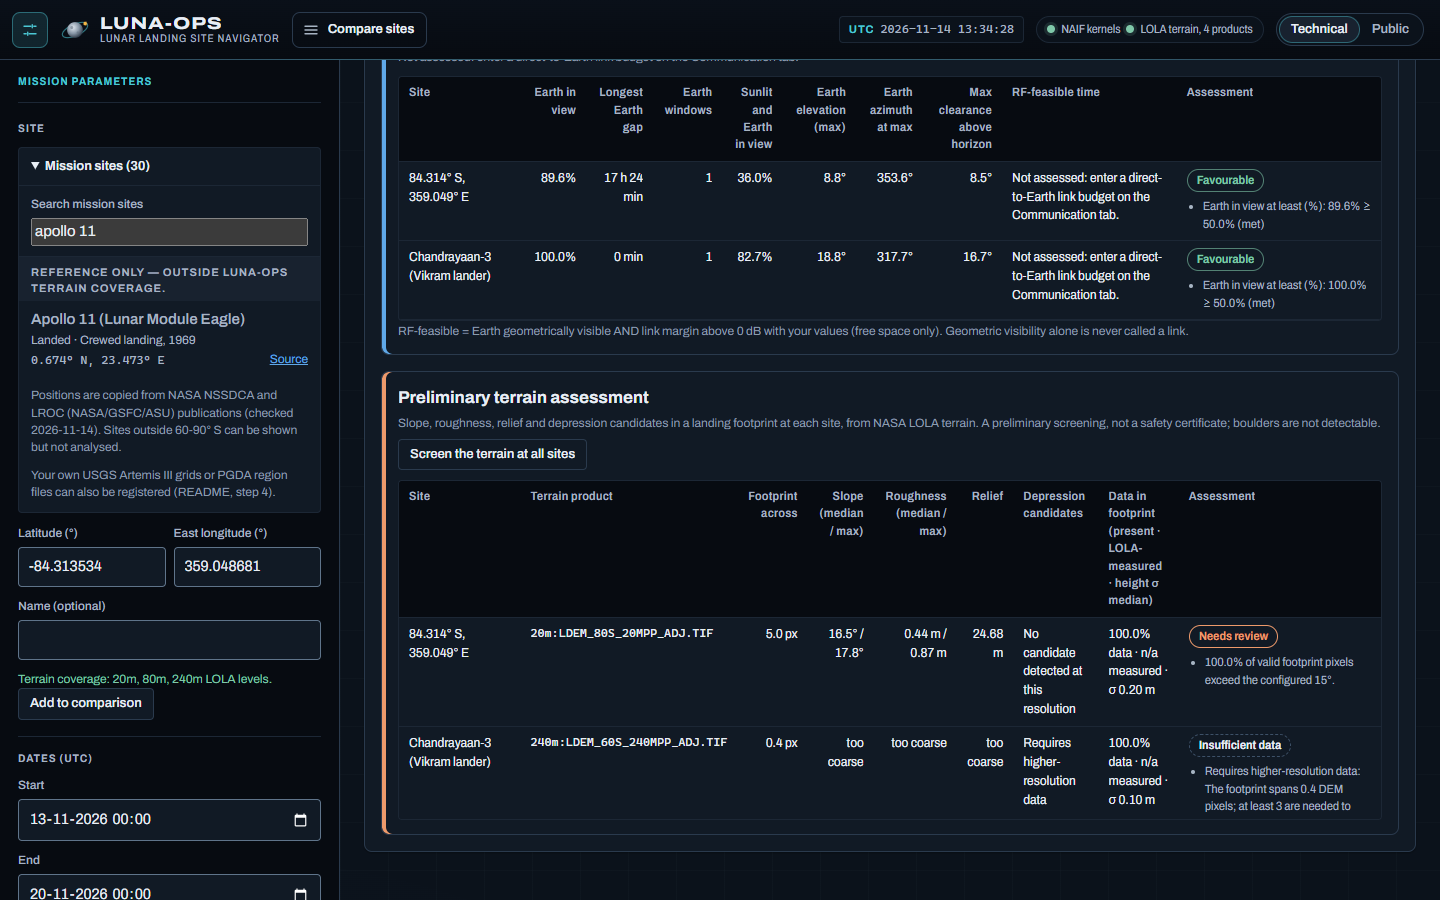 LUNA-OPS
LUNAR LANDING SITE NAVIGATOR
Compare sites
UTC 2026-11-14 13:34:28
NAIF kernels
LOLA terrain, 4 products
Technical
Public
MISSION PARAMETERS
SITE
▼ Mission sites (30)
Search mission sites
apollo 11
REFERENCE ONLY — OUTSIDE LUNA-OPS
TERRAIN COVERAGE.
Apollo 11 (Lunar Module Eagle)
Landed · Crewed landing, 1969
0.674° N, 23.473° E
Source
Positions are copied from NASA NSSDCA and
LROC (NASA/GSFC/ASU) publications (checked
2026-11-14). Sites outside 60-90° S can be shown
but not analysed.
Your own USGS Artemis III grids or PGDA region
files can also be registered (README, step 4).
Latitude (°)
East longitude (°)
-84.313534
359.048681
Name (optional)
Terrain coverage: 20m, 80m, 240m LOLA levels.
Add to comparison
DATES (UTC)
Start
13-11-2026 00:00
End
20-11-2026 00:00
Site
Earth in
view
Longest
Earth
gap
Earth
windows
Sunlit
and
Earth
in view
Earth
elevation
(max)
Earth
azimuth
at max
Max
clearance
above
horizon
RF-feasible time
Assessment
84.314° S,
359.049° E
89.6%
17 h 24
min
1
36.0%
8.8°
353.6°
8.5°
Not assessed: enter a direct-
to-Earth link budget on the
Communication tab.
Favourable
• Earth in view at least (%): 89.6% ≥
50.0% (met)
Chandrayaan-3
(Vikram lander)
100.0%
0 min
1
82.7%
18.8°
317.7°
16.7°
Not assessed: enter a direct-
to-Earth link budget on the
Communication tab.
Favourable
• Earth in view at least (%): 100.0%
≥ 50.0% (met)
RF-feasible = Earth geometrically visible AND link margin above 0 dB with your values (free space only). Geometric visibility alone is never called a link.
Preliminary terrain assessment
Slope, roughness, relief and depression candidates in a landing footprint at each site, from NASA LOLA terrain. A preliminary screening, not a safety certificate; boulders are not detectable.
Screen the terrain at all sites
Site
Terrain product
Footprint
across
Slope
(median
/ max)
Roughness
(median /
max)
Relief
Depression
candidates
Data in
footprint
(present ·
LOLA-
measured
· height σ
median)
Assessment
84.314° S,
359.049° E
20m:LDEM_80S_20MPP_ADJ.TIF
5.0 px
16.5° /
17.8°
0.44 m /
0.87 m
24.68
m
No
candidate
detected at
this
resolution
100.0%
data · n/a
measured ·
σ 0.20 m
Needs review
• 100.0% of valid footprint pixels
exceed the configured 15°.
Chandrayaan-3
(Vikram lander)
240m:LDEM_60S_240MPP_ADJ.TIF
0.4 px
too
coarse
too coarse
too
coarse
Requires
higher-
resolution
data
100.0%
data · n/a
measured ·
σ 0.10 m
Insufficient data
• Requires higher-resolution data:
The footprint spans 0.4 DEM
pixels; at least 3 are needed to